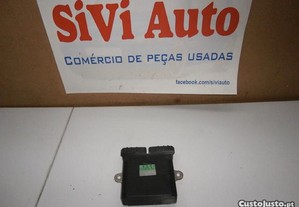 SiVi Auto
COMÉRCIO DE PEÇAS USADAS
facebook.com/siviauto
CustoJusto.pt